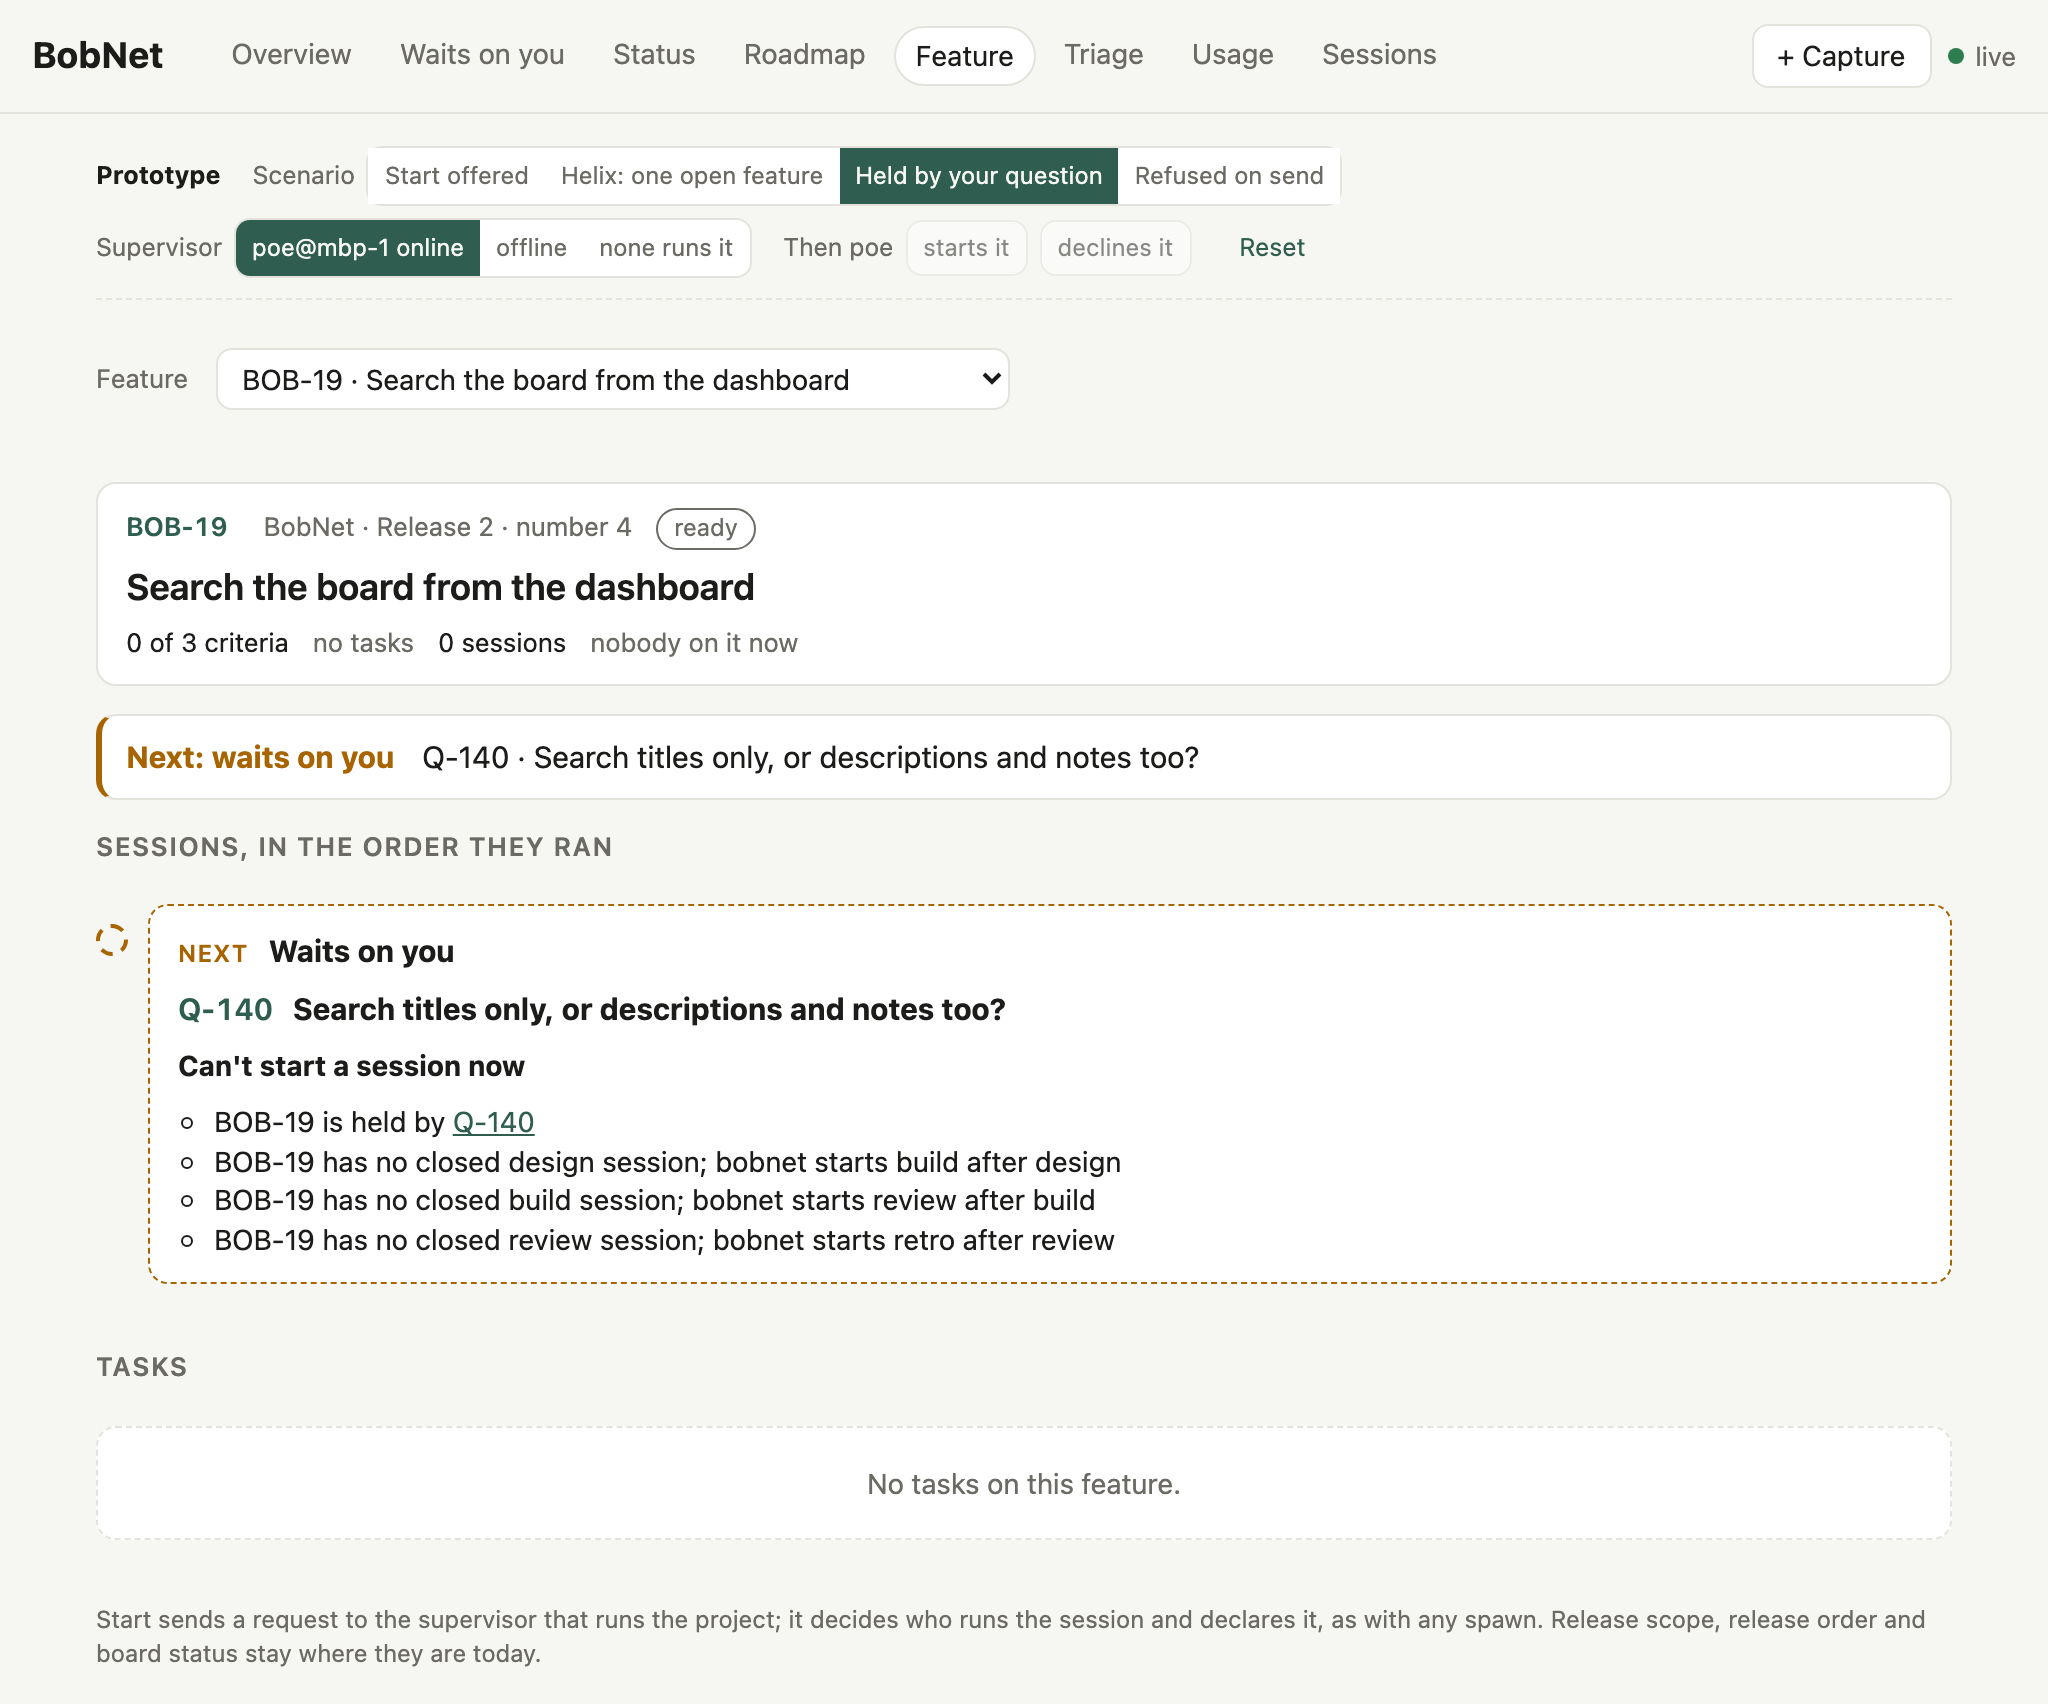 BobNet Overview Waits on you Status Roadmap Feature Triage Usage Sessions + Capture live
Prototype Scenario Start offered Helix: one open feature Held by your question Refused on send
Supervisor poe@mbp-1 online offline none runs it Then poe starts it declines it Reset
Feature BOB-19 · Search the board from the dashboard
BOB-19 BobNet · Release 2 · number 4 ready
Search the board from the dashboard
0 of 3 criteria no tasks 0 sessions nobody on it now
Next: waits on you Q-140 · Search titles only, or descriptions and notes too?
SESSIONS, IN THE ORDER THEY RAN
NEXT Waits on you
Q-140 Search titles only, or descriptions and notes too?
Can't start a session now
BOB-19 is held by Q-140
BOB-19 has no closed design session; bobnet starts build after design
BOB-19 has no closed build session; bobnet starts review after build
BOB-19 has no closed review session; bobnet starts retro after review
TASKS
No tasks on this feature.
Start sends a request to the supervisor that runs the project; it decides who runs the session and declares it, as with any spawn. Release scope, release order and
board status stay where they are today.